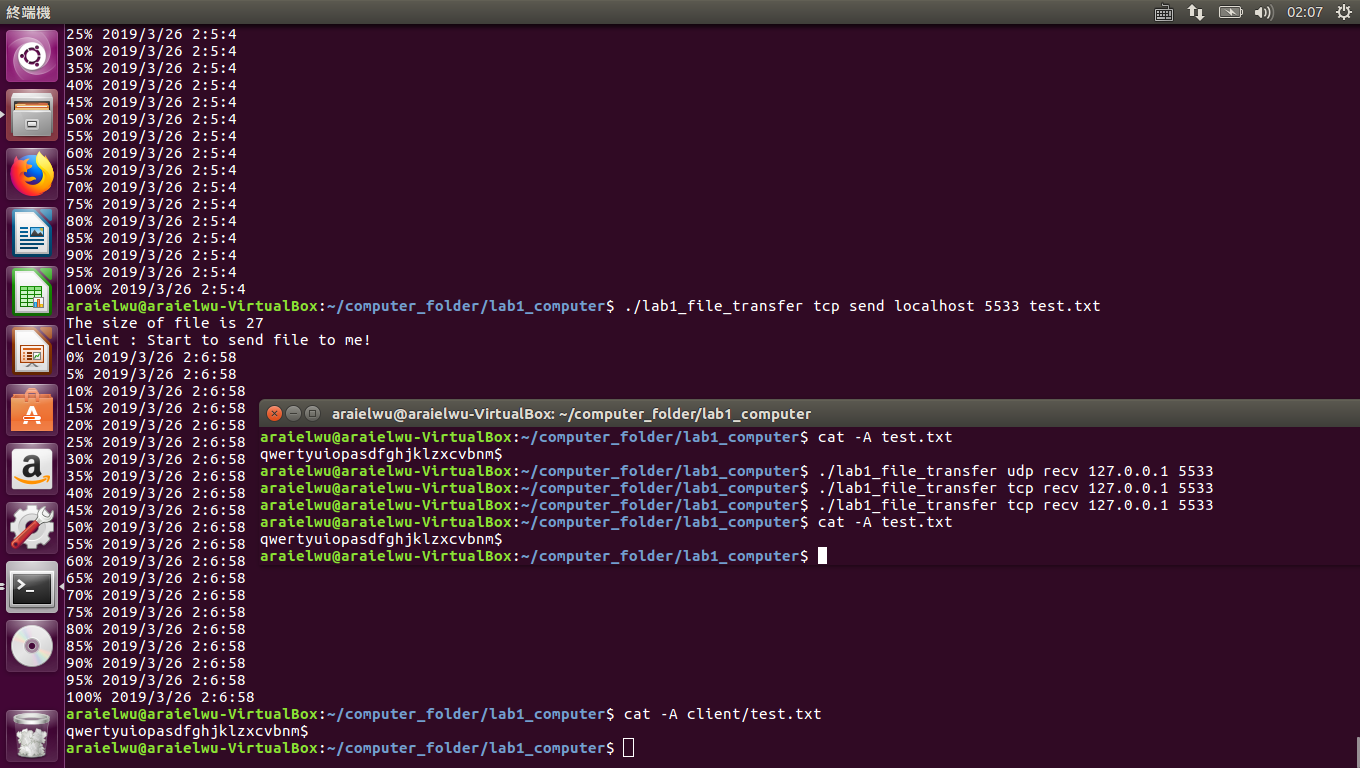 終端機
02:07
25% 2019/3/26 2:5:4
30% 2019/3/26 2:5:4
35% 2019/3/26 2:5:4
40% 2019/3/26 2:5:4
45% 2019/3/26 2:5:4
50% 2019/3/26 2:5:4
55% 2019/3/26 2:5:4
60% 2019/3/26 2:5:4
65% 2019/3/26 2:5:4
70% 2019/3/26 2:5:4
75% 2019/3/26 2:5:4
80% 2019/3/26 2:5:4
85% 2019/3/26 2:5:4
90% 2019/3/26 2:5:4
95% 2019/3/26 2:5:4
100% 2019/3/26 2:5:4
araielwu@araielwu-VirtualBox:~/computer_folder/lab1_computer$ ./lab1_file_transfer tcp send localhost 5533 test.txt
The size of file is 27
client : Start to send file to me!
0% 2019/3/26 2:6:58
5% 2019/3/26 2:6:58
10% 2019/3/26 2:6:58
15% 2019/3/26 2:6:58
20% 2019/3/26 2:6:58
25% 2019/3/26 2:6:58
30% 2019/3/26 2:6:58
35% 2019/3/26 2:6:58
40% 2019/3/26 2:6:58
45% 2019/3/26 2:6:58
50% 2019/3/26 2:6:58
55% 2019/3/26 2:6:58
60% 2019/3/26 2:6:58
65% 2019/3/26 2:6:58
70% 2019/3/26 2:6:58
75% 2019/3/26 2:6:58
80% 2019/3/26 2:6:58
85% 2019/3/26 2:6:58
90% 2019/3/26 2:6:58
95% 2019/3/26 2:6:58
100% 2019/3/26 2:6:58
araielwu@araielwu-VirtualBox:~/computer_folder/lab1_computer$ cat -A client/test.txt
qwertyuiopasdfghjklzxcvbnm$
araielwu@araielwu-VirtualBox:~/computer_folder/lab1_computer$
araielwu@araielwu-VirtualBox: ~/computer_folder/lab1_computer
araielwu@araielwu-VirtualBox:~/computer_folder/lab1_computer$ cat -A test.txt
qwertyuiopasdfghjklzxcvbnm$
araielwu@araielwu-VirtualBox:~/computer_folder/lab1_computer$ ./lab1_file_transfer udp recv 127.0.0.1 5533
araielwu@araielwu-VirtualBox:~/computer_folder/lab1_computer$ ./lab1_file_transfer tcp recv 127.0.0.1 5533
araielwu@araielwu-VirtualBox:~/computer_folder/lab1_computer$ ./lab1_file_transfer tcp recv 127.0.0.1 5533
araielwu@araielwu-VirtualBox:~/computer_folder/lab1_computer$ cat -A test.txt
qwertyuiopasdfghjklzxcvbnm$
araielwu@araielwu-VirtualBox:~/computer_folder/lab1_computer$